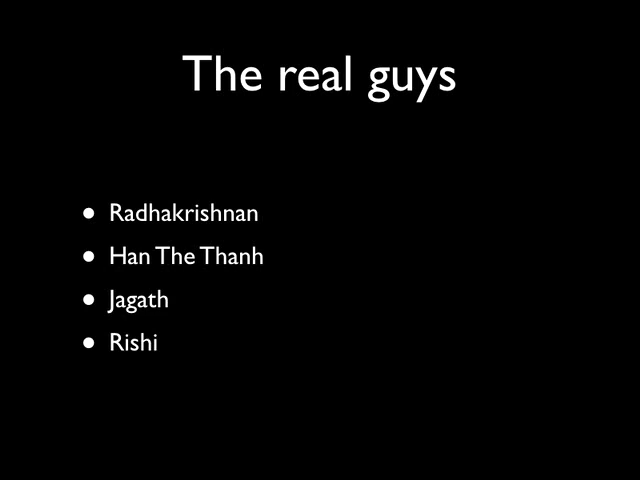 The real guys
• Radhakrishnan
• Han The Thanh
• Jagath
• Rishi